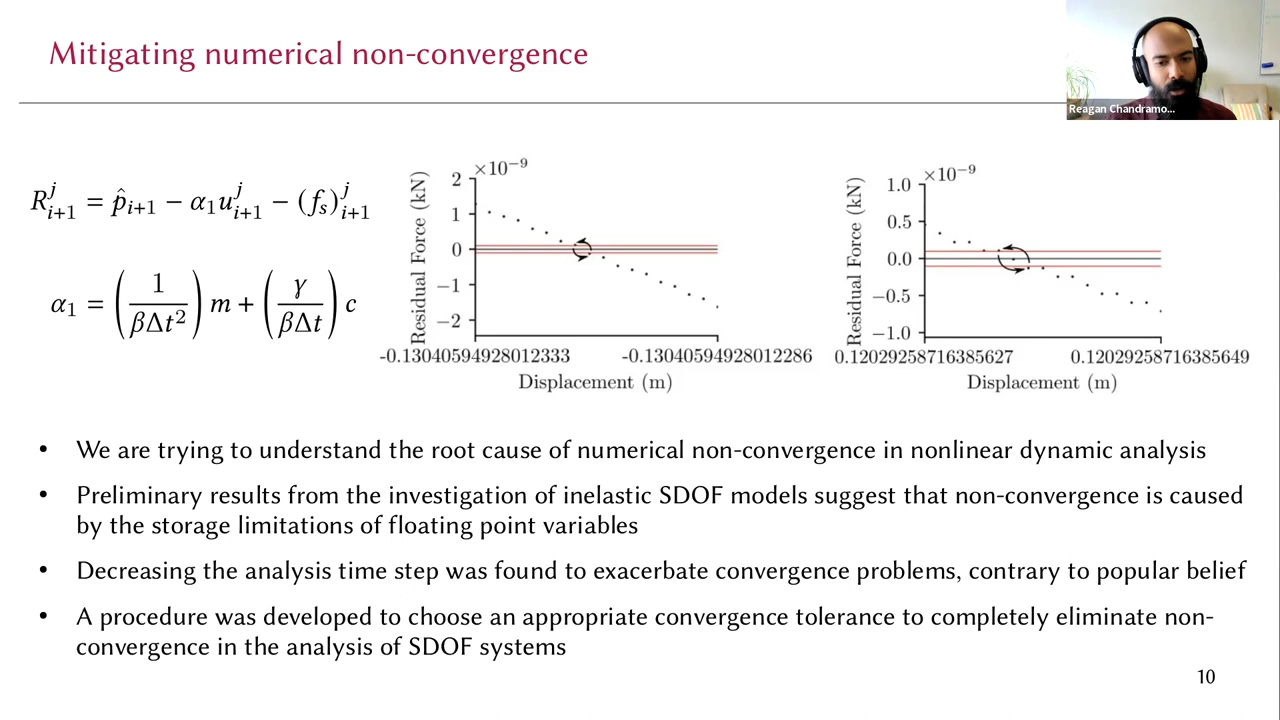 Mitigating numerical non-convergence
Reagan Chandramo...
R^j_{i+1} = p̂_{i+1} − α₁u^j_{i+1} − (f_s)^j_{i+1}
α₁ = (1/(βΔt²)) m + (γ/(βΔt)) c
×10⁻⁹
Residual Force (kN)
2
1
0
−1
−2
-0.13040594928012333
-0.13040594928012286
Displacement (m)
×10⁻⁹
Residual Force (kN)
1.0
0.5
0.0
−0.5
−1.0
0.12029258716385627
0.12029258716385649
Displacement (m)
• We are trying to understand the root cause of numerical non-convergence in nonlinear dynamic analysis
• Preliminary results from the investigation of inelastic SDOF models suggest that non-convergence is caused
by the storage limitations of floating point variables
• Decreasing the analysis time step was found to exacerbate convergence problems, contrary to popular belief
• A procedure was developed to choose an appropriate convergence tolerance to completely eliminate non-
convergence in the analysis of SDOF systems
10